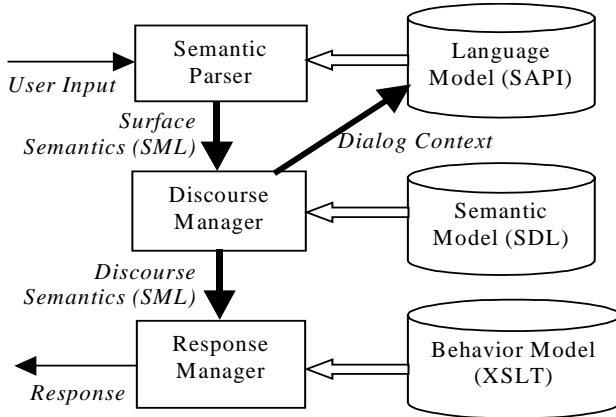 Semantic
Parser
Language
Model (SAPI)
User Input
Surface
Semantics (SML)
Dialog Context
Discourse
Manager
Semantic
Model (SDL)
Discourse
Semantics (SML)
Response
Manager
Behavior Model
(XSLT)
Response